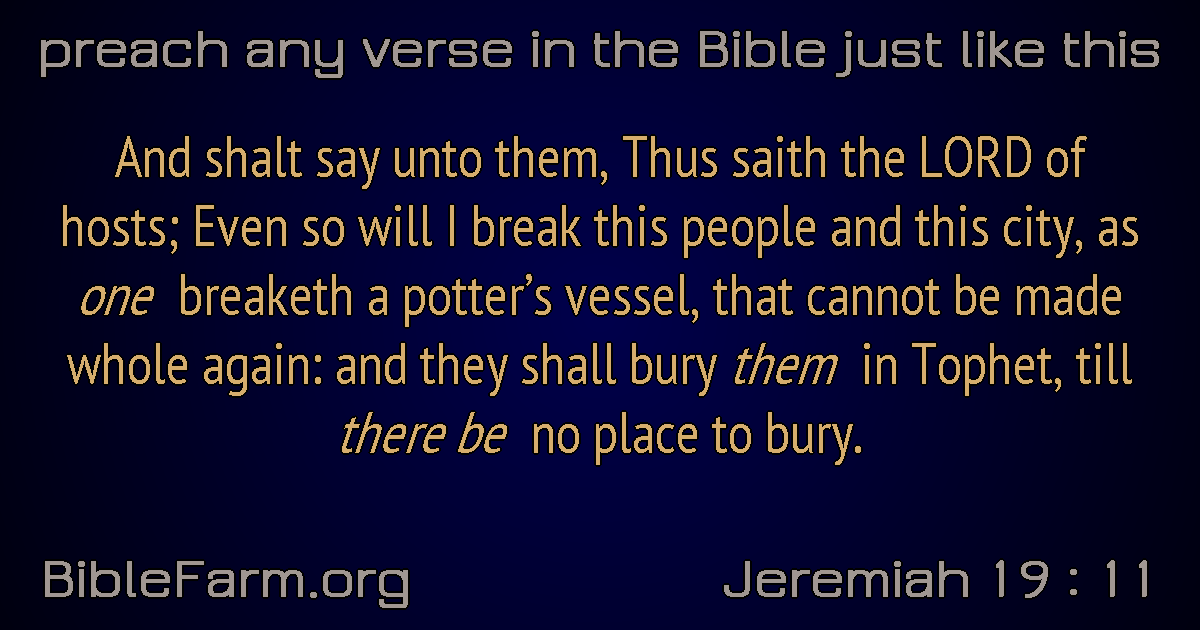 preach any verse in the Bible just like this
And shalt say unto them, Thus saith the LORD of
hosts; Even so will I break this people and this city, as
one breaketh a potter’s vessel, that cannot be made
whole again: and they shall bury them in Tophet, till
there be no place to bury.
BibleFarm.org
Jeremiah 19 : 11